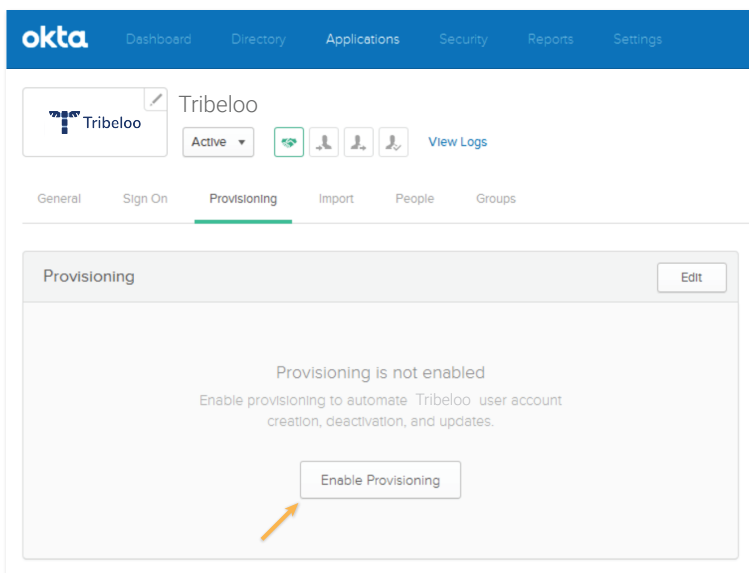 okta Dashboard Directory Applications Security Reports Settings
Tribeloo
Tribeloo
Active View Logs
General Sign On Provisioning Import People Groups
Provisioning Edit
Provisioning is not enabled
Enable provisioning to automate Tribeloo user account
creation, deactivation, and updates.
Enable Provisioning